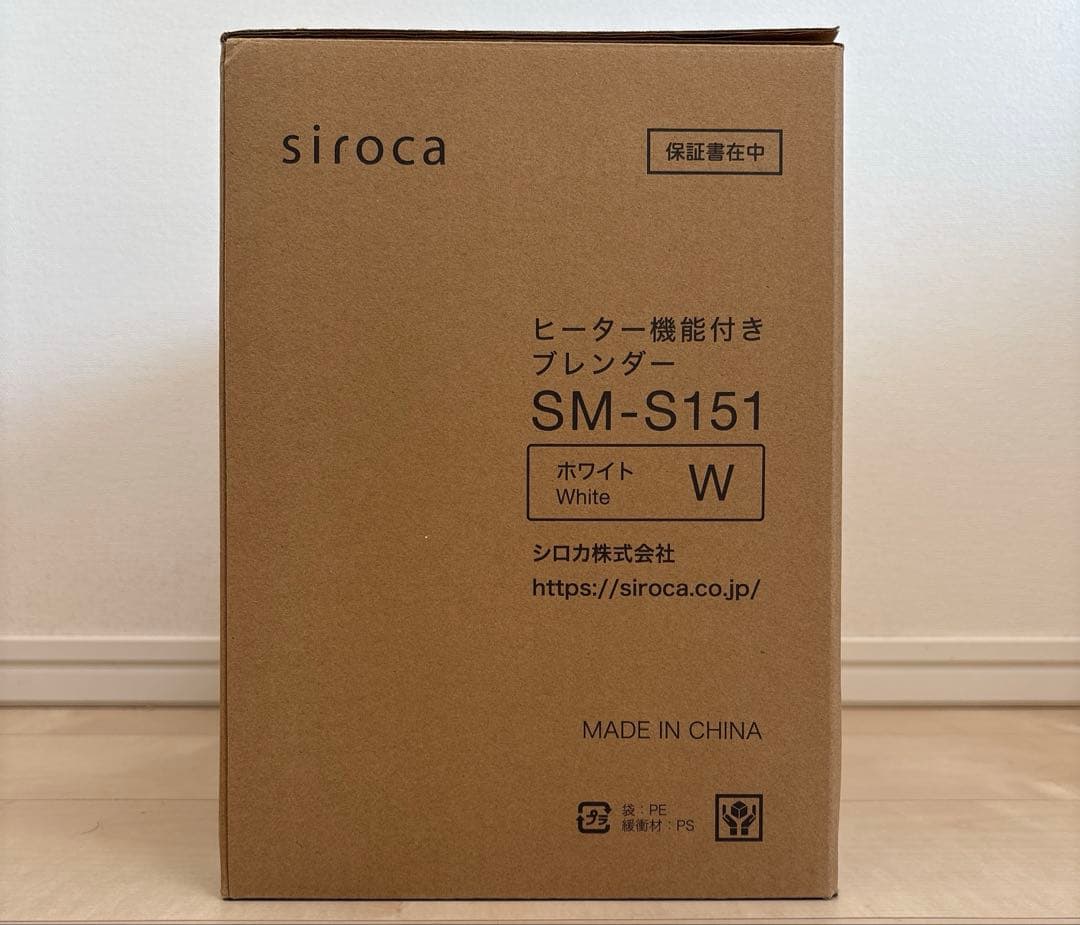 siroca
保証書在中
ヒーター機能付き
ブレンダー
SM-S151
ホワイト
White
W
シロカ株式会社
https://siroca.co.jp/
MADE IN CHINA
プラ
袋：PE
緩衝材：PS